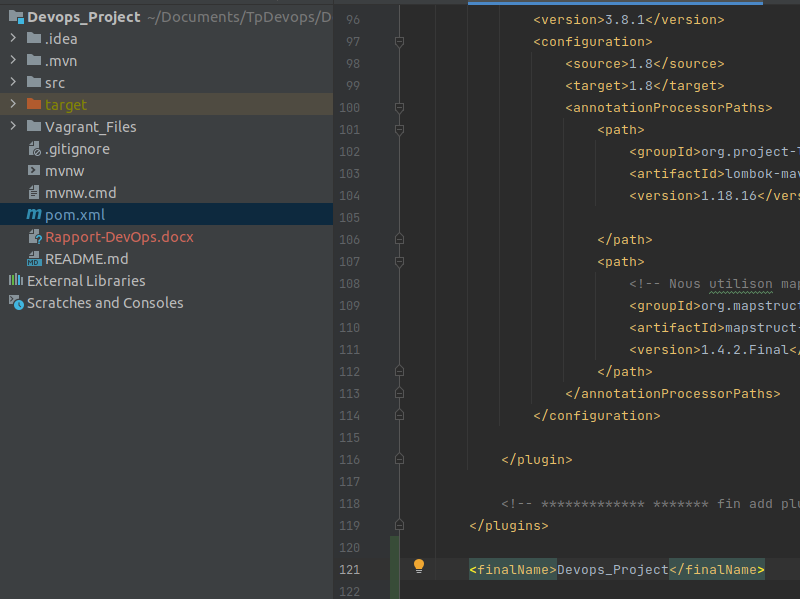 Devops_Project ~/Documents/TpDevops/D
.idea
.mvn
src
target
Vagrant_Files
.gitignore
mvnw
mvnw.cmd
pom.xml
Rapport-DevOps.docx
README.md
External Libraries
Scratches and Consoles
96 <version>3.8.1</version>
97 <configuration>
98 <source>1.8</source>
99 <target>1.8</target>
100 <annotationProcessorPaths>
101 <path>
102 <groupId>org.project-
103 <artifactId>lombok-ma
104 <version>1.18.16</ver
105
106 </path>
107 <path>
108 <!-- Nous utilison map
109 <groupId>org.mapstruct
110 <artifactId>mapstruct-
111 <version>1.4.2.Final</
112 </path>
113 </annotationProcessorPaths>
114 </configuration>
115
116 </plugin>
117
118 <!-- ************* ******* fin add plu
119 </plugins>
120
121 <finalName>Devops_Project</finalName>
122